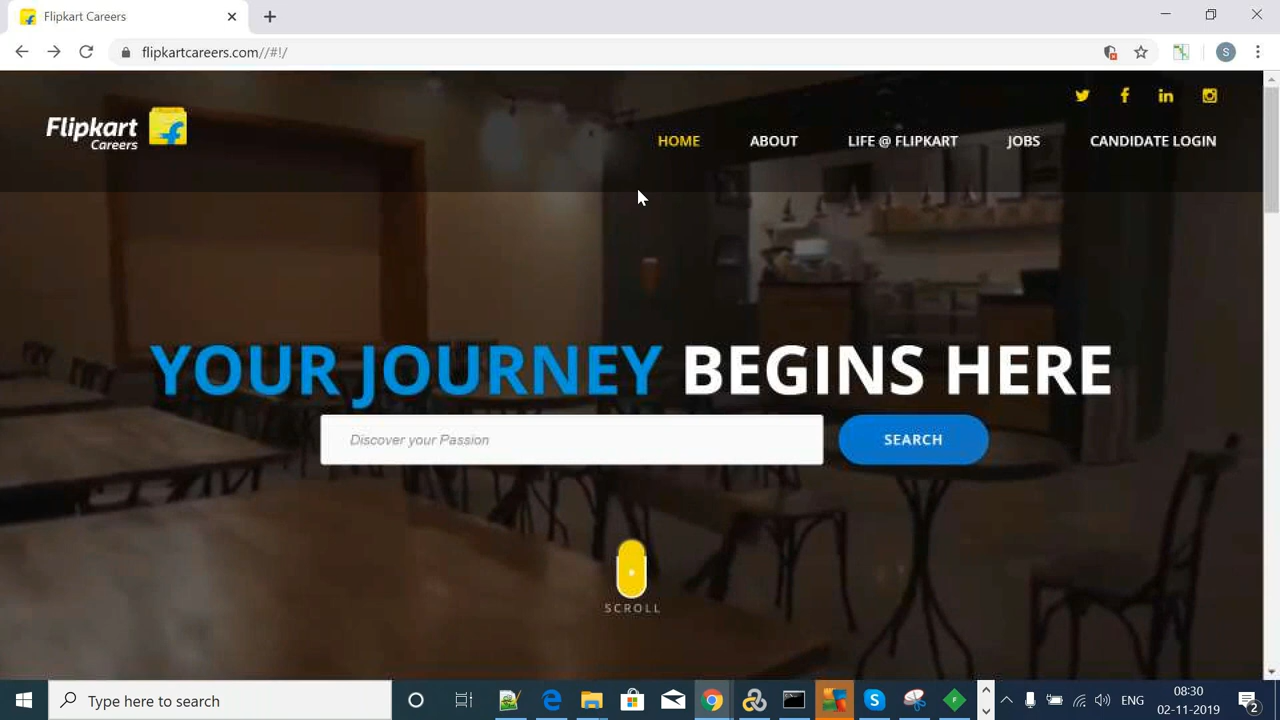 Flipkart Careers
flipkartcareers.com//#!/
S
Flipkart
Careers
HOME ABOUT LIFE @ FLIPKART JOBS CANDIDATE LOGIN
YOUR JOURNEY BEGINS HERE
Discover your Passion SEARCH
SCROLL
Type here to search
ENG
08:30
02-11-2019
2